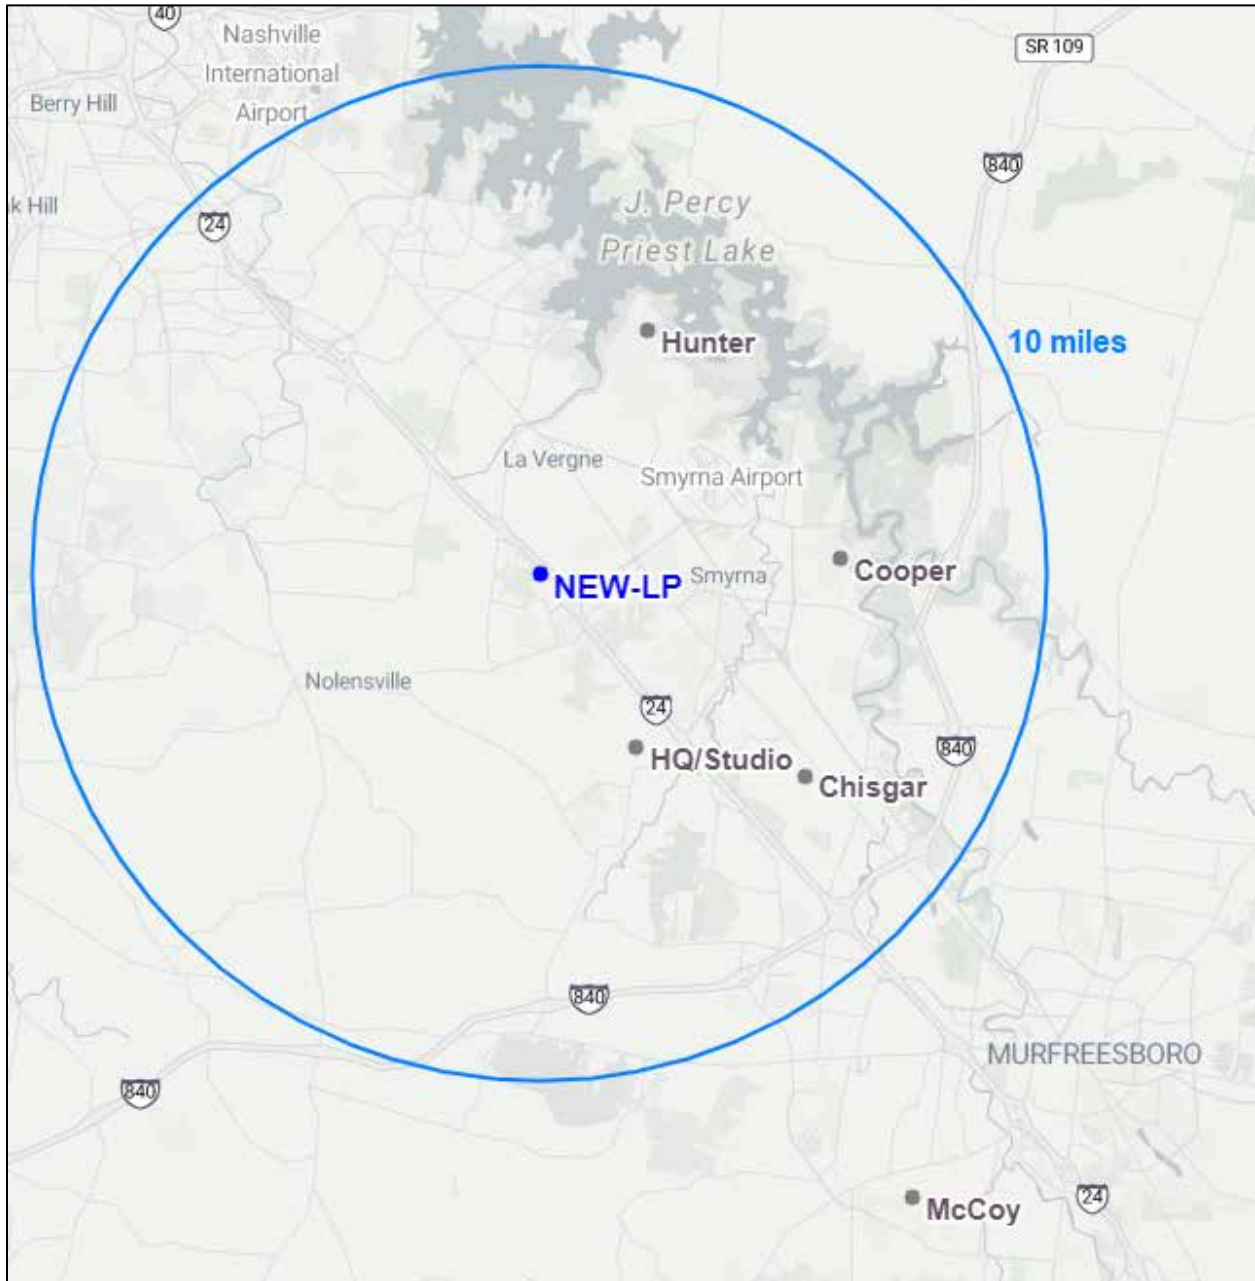 40
Nashville
International
Airport
SR 109
Berry Hill
840
k Hill
24
J. Percy
Priest Lake
Hunter
10 miles
La Vergne
Smyrna Airport
Cooper
NEW-LP
Smyrna
Nolensville
24
HQ/Studio
840
Chisgar
840
MURFREESBORO
840
24
McCoy